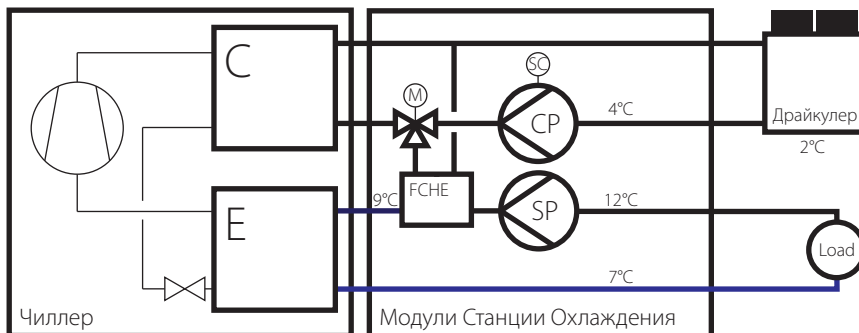 C
M
SC
CP
4°C
Драйкулер
2°C
FCHE
9°C
E
SP
12°C
Load
7°C
Чиллер
Модули Станции Охлаждения